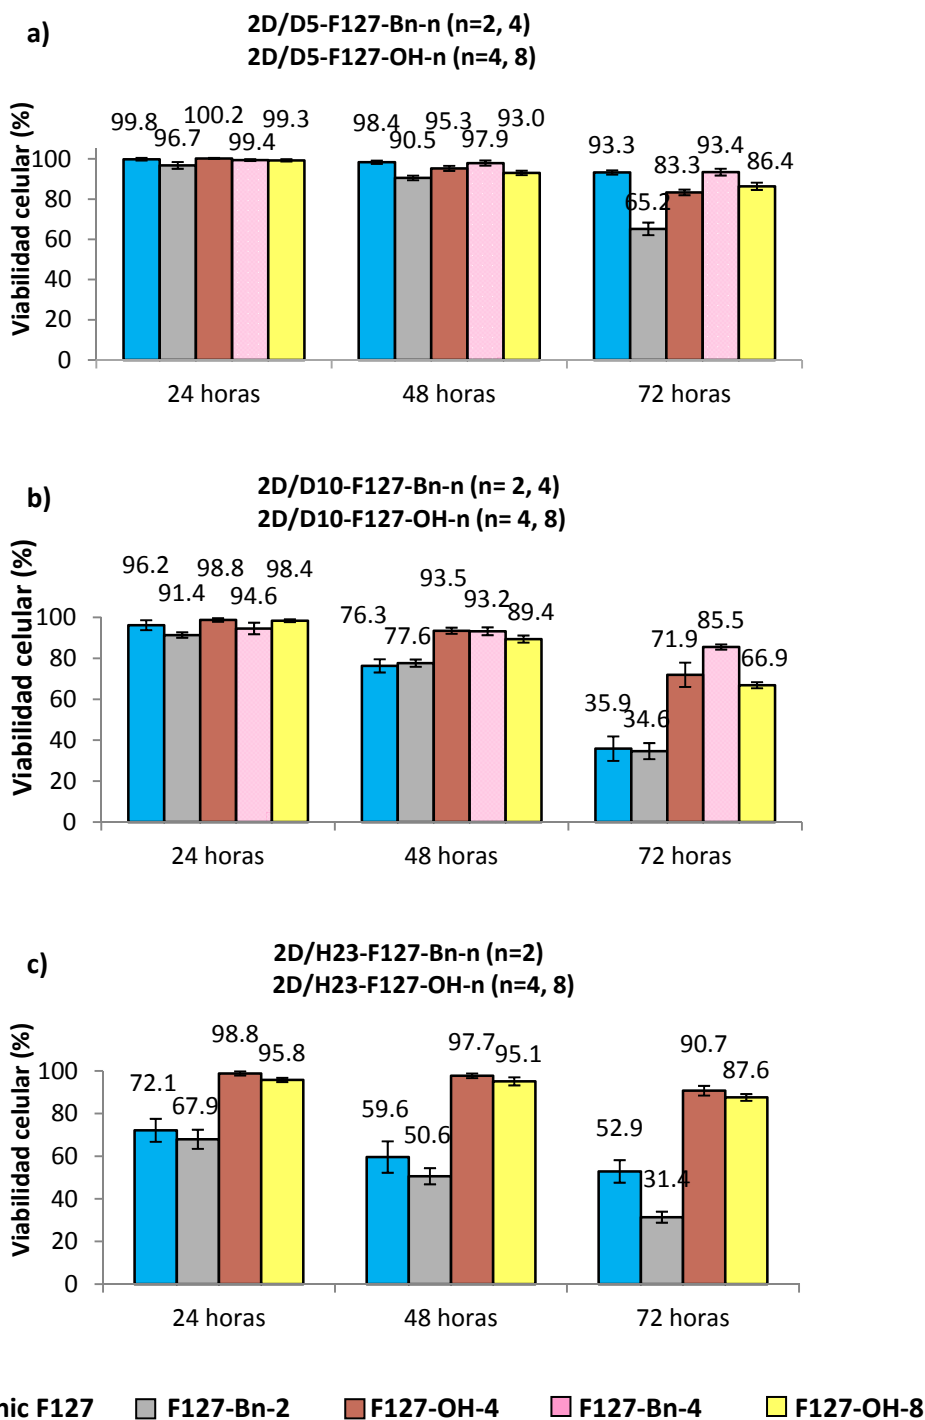 a)
2D/D5-F127-Bn-n (n=2, 4)
2D/D5-F127-OH-n (n=4, 8)
Viabilidad celular (%)
100
80
60
40
20
0
99.8 96.7 100.2 99.4 99.3
98.4 90.5 95.3 97.9 93.0
93.3 65.2 83.3 93.4 86.4
24 horas 48 horas 72 horas
b)
2D/D10-F127-Bn-n (n= 2, 4)
2D/D10-F127-OH-n (n= 4, 8)
Viabilidad celular (%)
100
80
60
40
20
0
96.2 91.4 98.8 94.6 98.4
76.3 77.6 93.5 93.2 89.4
35.9 34.6 71.9 85.5 66.9
24 horas 48 horas 72 horas
c)
2D/H23-F127-Bn-n (n=2)
2D/H23-F127-OH-n (n=4, 8)
Viabilidad celular (%)
100
80
60
40
20
0
72.1 67.9 98.8 95.8
59.6 50.6 97.7 95.1
52.9 31.4 90.7 87.6
24 horas 48 horas 72 horas
nic F127 F127-Bn-2 F127-OH-4 F127-Bn-4 F127-OH-8